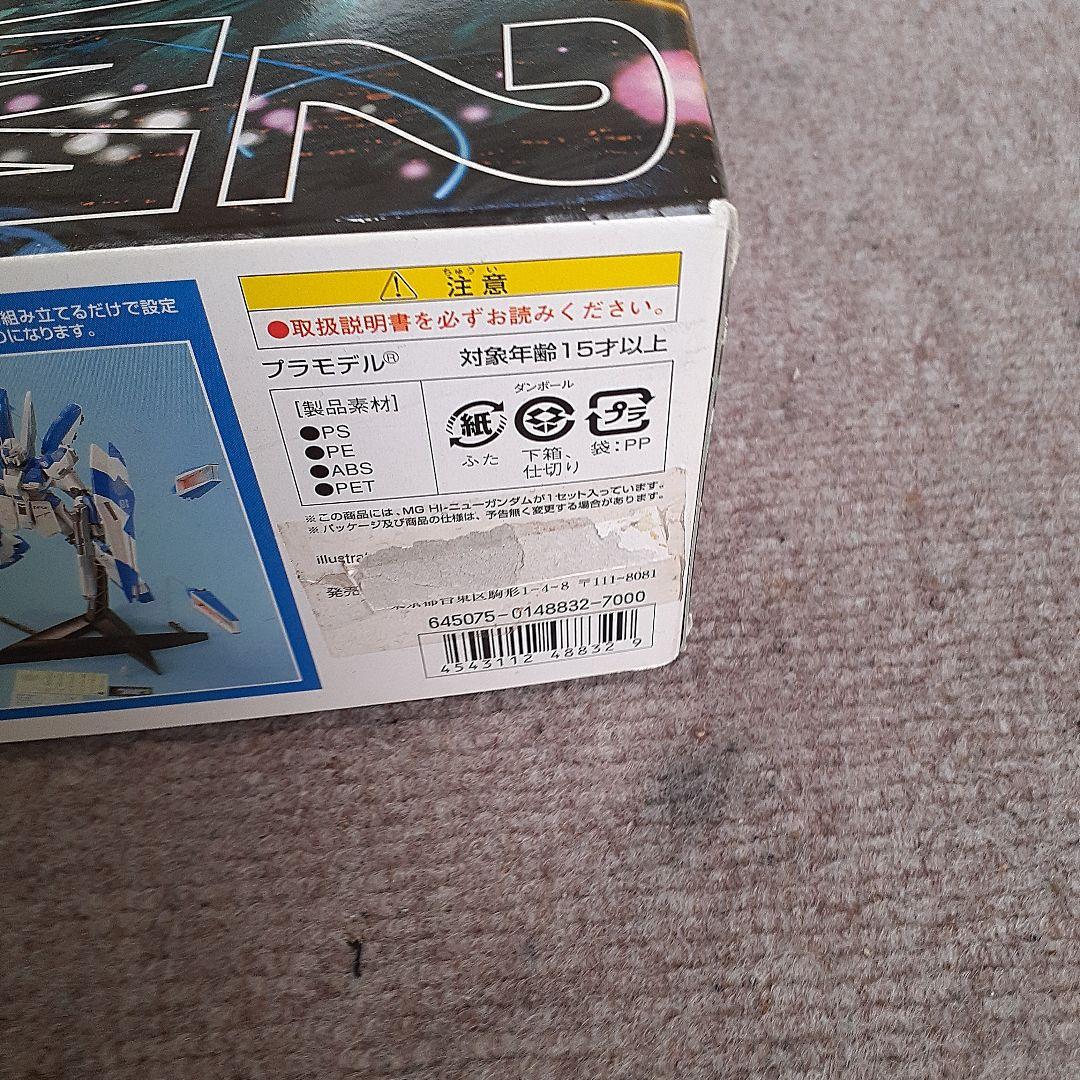 組み立てるだけで設定
になります。
ちゅう い
注意
●取扱説明書を必ずお読みください。
プラモデル® 対象年齢15才以上
[製品素材]
●PS
●PE
●ABS
●PET
ダンボール
紙 プラ
ふた 下箱、 袋:PP
仕切り
※この商品には、MG HI-ニューガンダムが1セット入っています。
※パッケージ及び商品の仕様は、予告無く変更する場合があります。
illustra
発売
東京都台東区駒形1-4-8 〒111-8081
645075-0148832-7000
4543112 488329